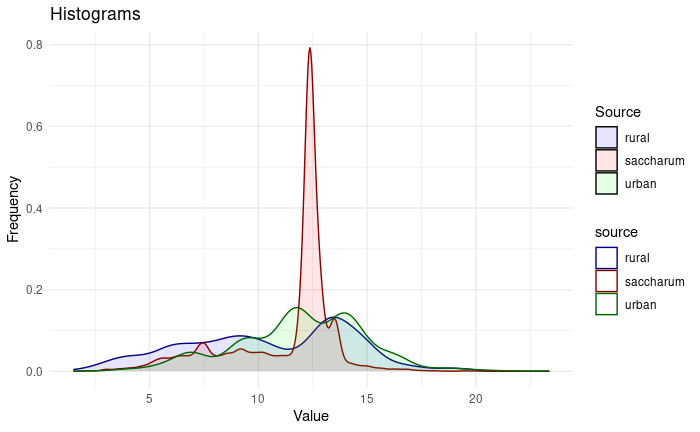 Histograms
Frequency
0.8
0.6
0.4
0.2
0.0
5
10
15
20
Value
Source
rural
saccharum
urban
source
rural
saccharum
urban